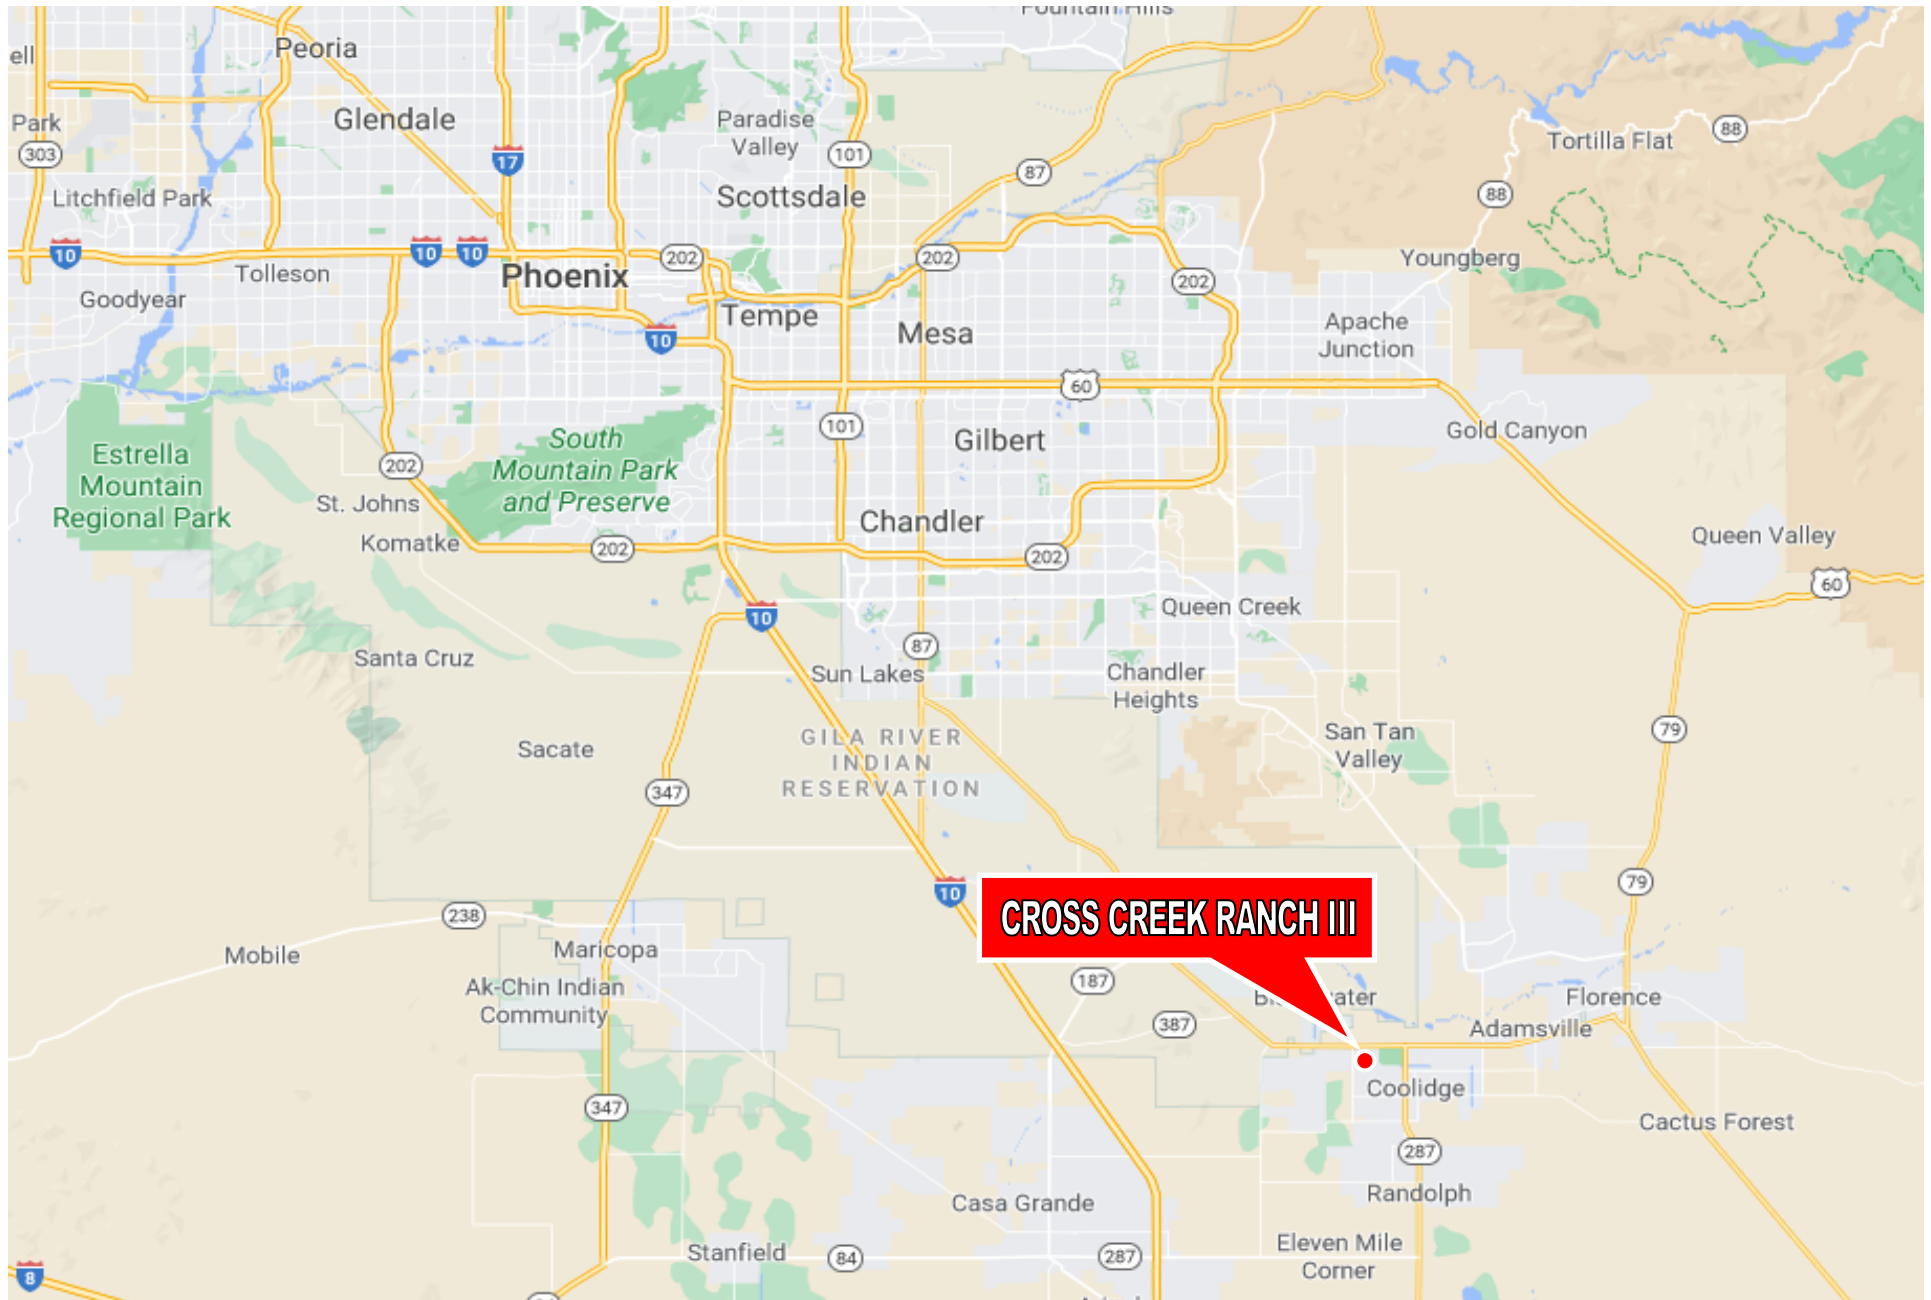 Fountain Hills
Peoria
ell
Glendale
Park
303
17
Paradise
Valley
101
87
88
Tortilla Flat
88
Litchfield Park
Scottsdale
10
10
10
202
202
Youngberg
Tolleson
Phoenix
202
Goodyear
Tempe
Mesa
10
Apache
Junction
60
101
Gilbert
Gold Canyon
Estrella
Mountain
Regional Park
South
Mountain Park
and Preserve
202
St. Johns
Chandler
Komatke
202
202
Queen Valley
60
10
Queen Creek
87
Santa Cruz
Sun Lakes
Chandler
Heights
79
San Tan
Valley
Sacate
GILA RIVER
INDIAN
RESERVATION
347
10
79
CROSS CREEK RANCH III
238
Mobile
Maricopa
187
Ak-Chin Indian
Community
Florence
387
Adamsville
Coolidge
347
Cactus Forest
287
Randolph
Casa Grande
Stanfield
84
287
Eleven Mile
Corner
8